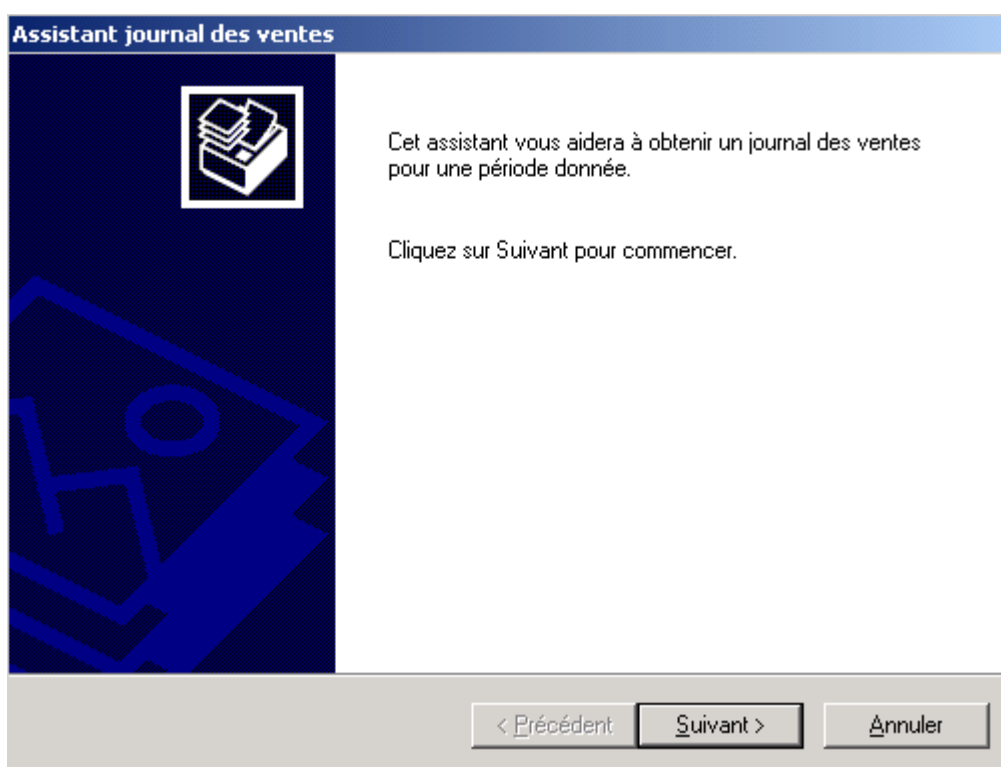 Assistant journal des ventes
Cet assistant vous aidera à obtenir un journal des ventes
pour une période donnée.
Cliquez sur Suivant pour commencer.
< Précédent
Suivant >
Annuler